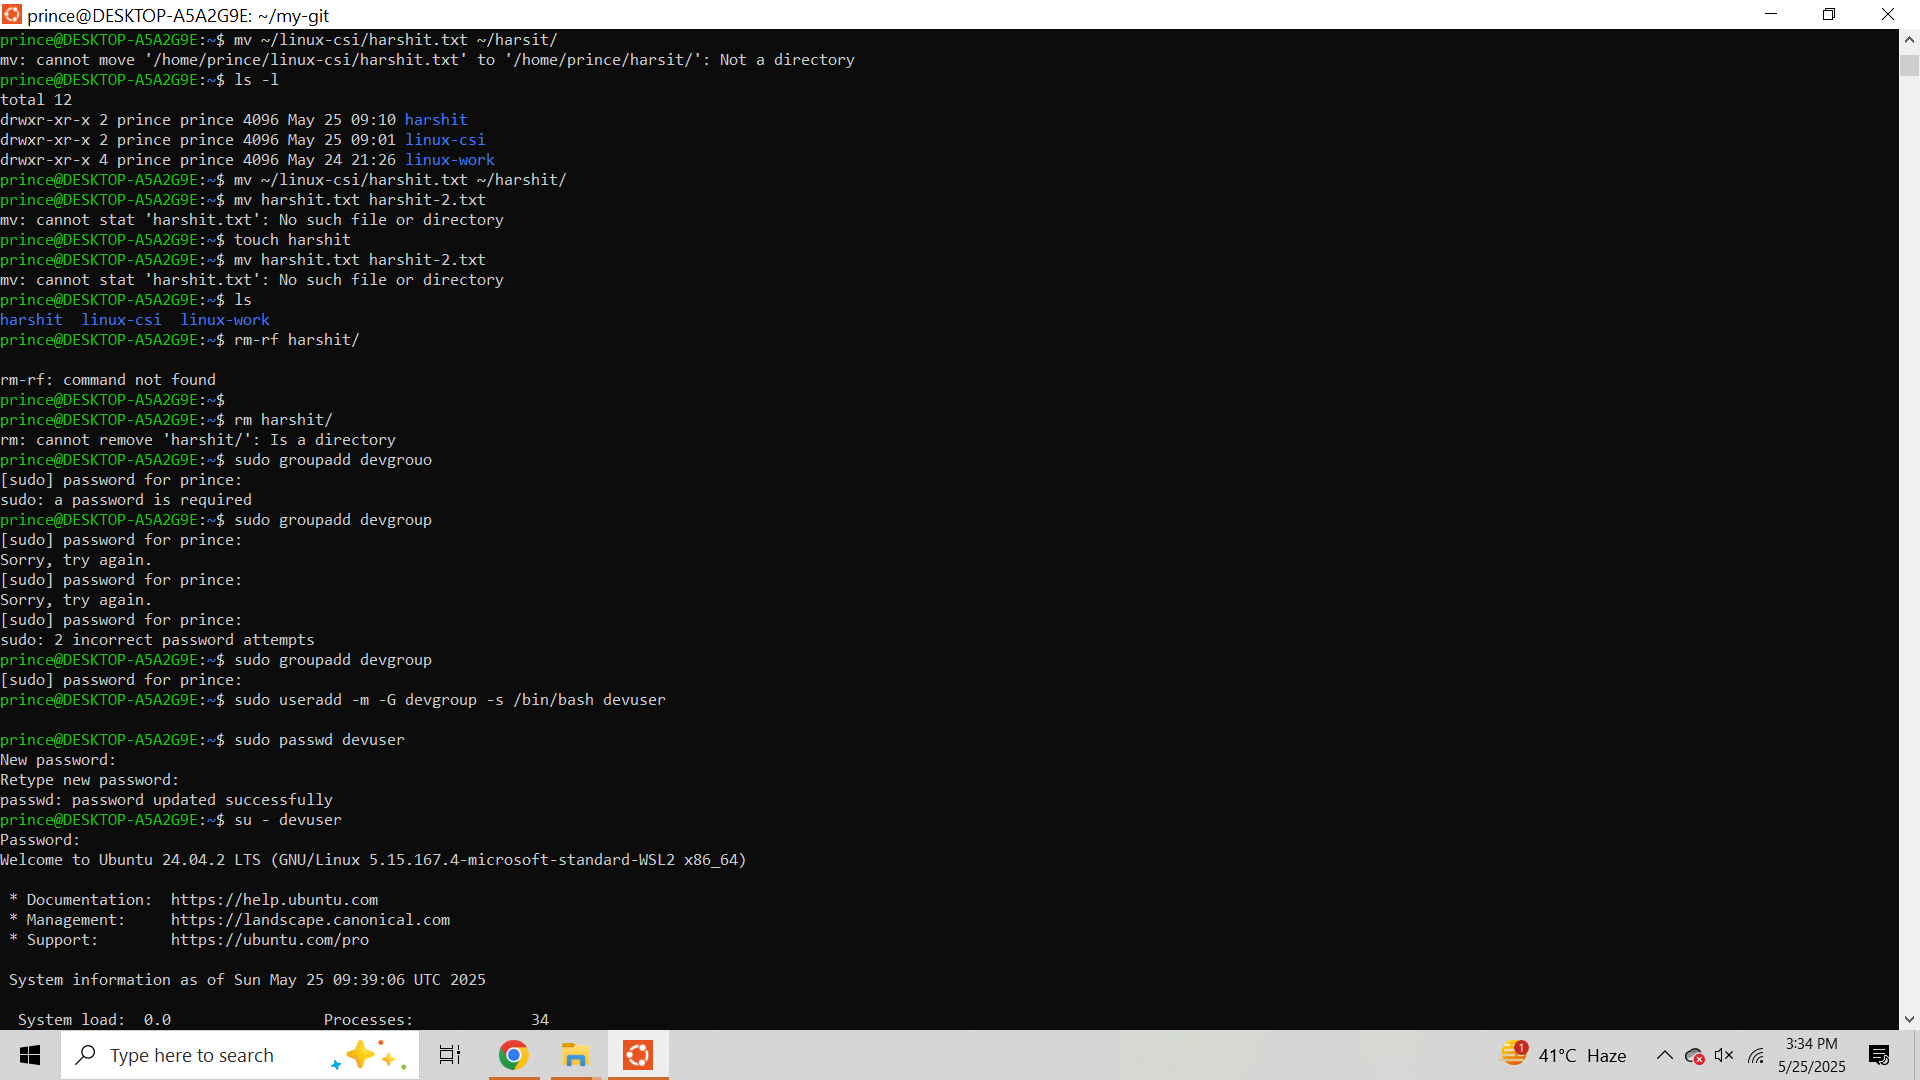 prince@DESKTOP-A5A2G9E: ~/my-git
prince@DESKTOP-A5A2G9E:~$ mv ~/linux-csi/harshit.txt ~/harsit/
mv: cannot move '/home/prince/linux-csi/harshit.txt' to '/home/prince/harsit/': Not a directory
prince@DESKTOP-A5A2G9E:~$ ls -l
total 12
drwxr-xr-x 2 prince prince 4096 May 25 09:10 harshit
drwxr-xr-x 2 prince prince 4096 May 25 09:01 linux-csi
drwxr-xr-x 4 prince prince 4096 May 24 21:26 linux-work
prince@DESKTOP-A5A2G9E:~$ mv ~/linux-csi/harshit.txt ~/harshit/
prince@DESKTOP-A5A2G9E:~$ mv harshit.txt harshit-2.txt
mv: cannot stat 'harshit.txt': No such file or directory
prince@DESKTOP-A5A2G9E:~$ touch harshit
prince@DESKTOP-A5A2G9E:~$ mv harshit.txt harshit-2.txt
mv: cannot stat 'harshit.txt': No such file or directory
prince@DESKTOP-A5A2G9E:~$ ls
harshit  linux-csi  linux-work
prince@DESKTOP-A5A2G9E:~$ rm-rf harshit/
rm-rf: command not found
prince@DESKTOP-A5A2G9E:~$
prince@DESKTOP-A5A2G9E:~$ rm harshit/
rm: cannot remove 'harshit/': Is a directory
prince@DESKTOP-A5A2G9E:~$ sudo groupadd devgrouo
[sudo] password for prince:
sudo: a password is required
prince@DESKTOP-A5A2G9E:~$ sudo groupadd devgroup
[sudo] password for prince:
Sorry, try again.
[sudo] password for prince:
Sorry, try again.
[sudo] password for prince:
sudo: 2 incorrect password attempts
prince@DESKTOP-A5A2G9E:~$ sudo groupadd devgroup
[sudo] password for prince:
prince@DESKTOP-A5A2G9E:~$ sudo useradd -m -G devgroup -s /bin/bash devuser
prince@DESKTOP-A5A2G9E:~$ sudo passwd devuser
New password:
Retype new password:
passwd: password updated successfully
prince@DESKTOP-A5A2G9E:~$ su - devuser
Password:
Welcome to Ubuntu 24.04.2 LTS (GNU/Linux 5.15.167.4-microsoft-standard-WSL2 x86_64)
* Documentation:  https://help.ubuntu.com
* Management:     https://landscape.canonical.com
* Support:        https://ubuntu.com/pro
System information as of Sun May 25 09:39:06 UTC 2025
System load:  0.0                 Processes:             34
Type here to search
1
41°C Haze
3:34 PM
5/25/2025